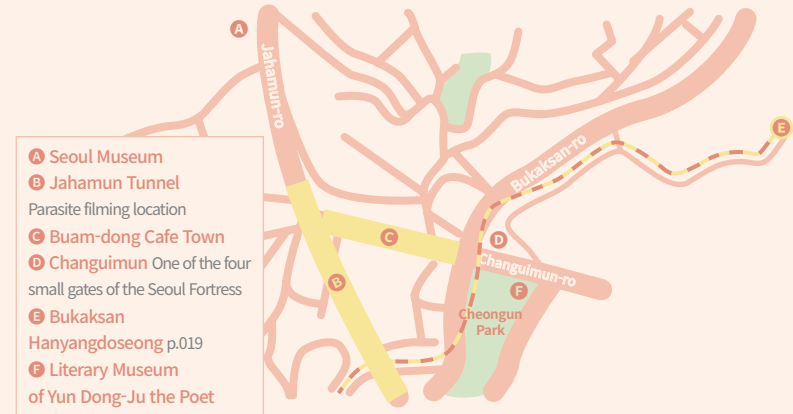 A
Jahamun-ro
E
Bukaksan-ro
C
D
Changuimun-ro
B
F
Cheongun
Park
A Seoul Museum
B Jahamun Tunnel
Parasite filming location
C Buam-dong Cafe Town
D Changuimun One of the four
small gates of the Seoul Fortress
E Bukaksan
Hanyangdoseong p.019
F Literary Museum
of Yun Dong-Ju the Poet